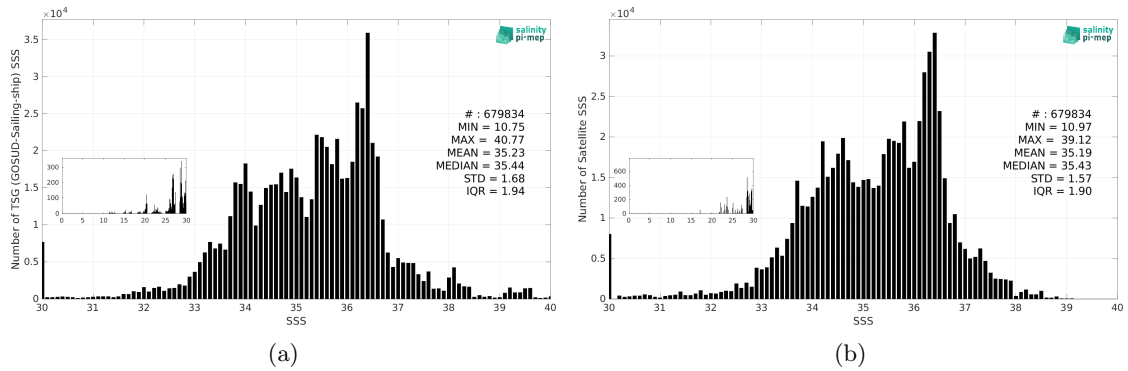 ×10⁴
3.5
3
2.5
2
1.5
1
0.5
0
Number of TSG (GOSUD-Sailing-ship) SSS
salinity
pi-mep
# : 679834
MIN = 10.75
MAX = 40.77
MEAN = 35.23
MEDIAN = 35.44
STD = 1.68
IQR = 1.94
300
200
100
0
0 5 10 15 20 25 30
30 31 32 33 34 35 36 37 38 39 40
SSS
(a)
×10⁴
3
2.5
2
1.5
1
0.5
0
Number of Satellite SSS
salinity
pi-mep
# : 679834
MIN = 10.97
MAX = 39.12
MEAN = 35.19
MEDIAN = 35.43
STD = 1.57
IQR = 1.90
600
400
200
0
0 5 10 15 20 25 30
30 31 32 33 34 35 36 37 38 39 40
SSS
(b)